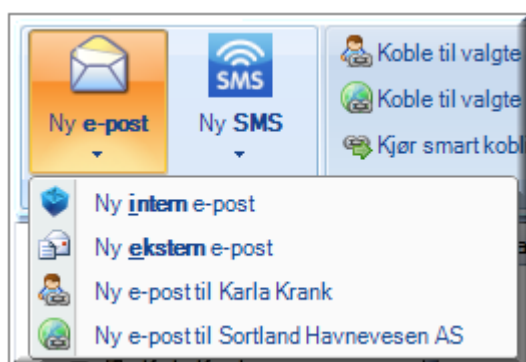 SMS
Ny e-post
Ny SMS
Koble til valgte
Koble til valgte
Kjør smart kobli
Ny intern e-post
Ny ekstern e-post
Ny e-post til Karla Krank
Ny e-post til Sortland Havnevesen AS